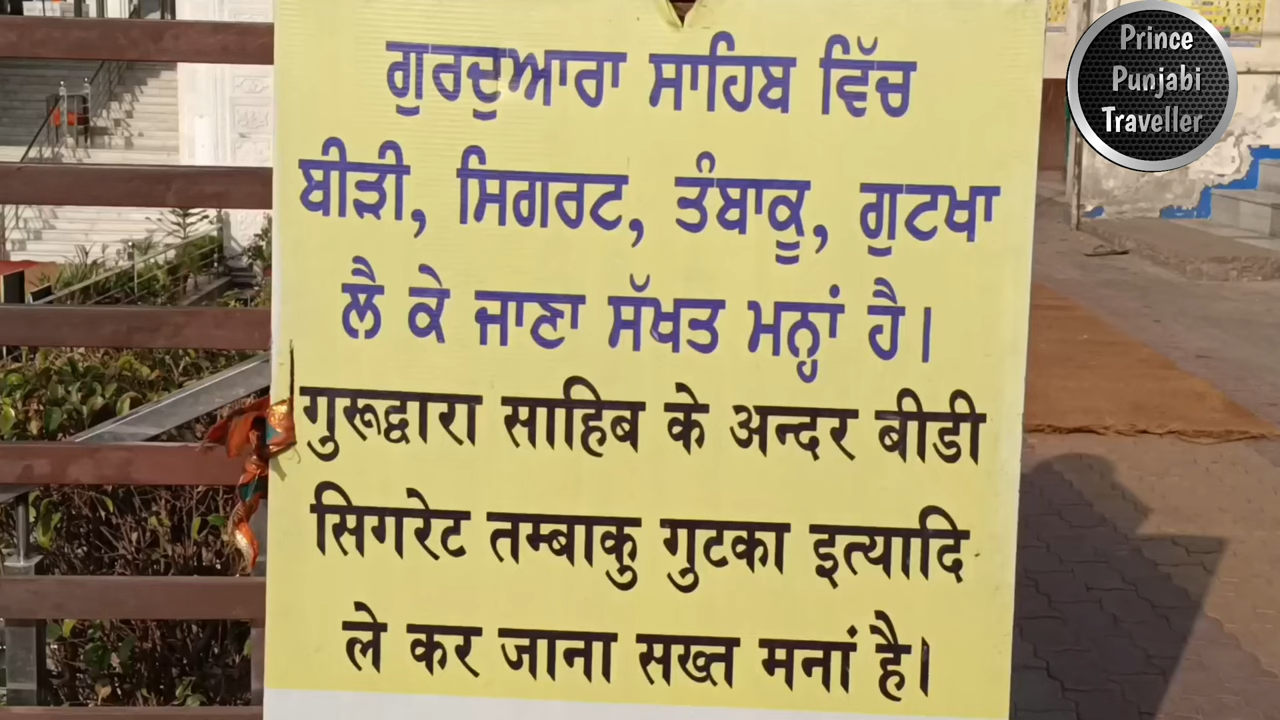 ਗੁਰਦੁਆਰਾ ਸਾਹਿਬ ਵਿੱਚ
ਬੀੜੀ, ਸਿਗਰਟ, ਤੰਬਾਕੂ, ਗੁਟਖਾ
ਲੈ ਕੇ ਜਾਣਾ ਸੱਖਤ ਮਨ੍ਹਾਂ ਹੈ।
गुरूद्वारा साहिब के अन्दर बीडी
सिगरेट तम्बाकु गुटका इत्यादि
ले कर जाना सख्त मनां है।
Prince
Punjabi
Traveller